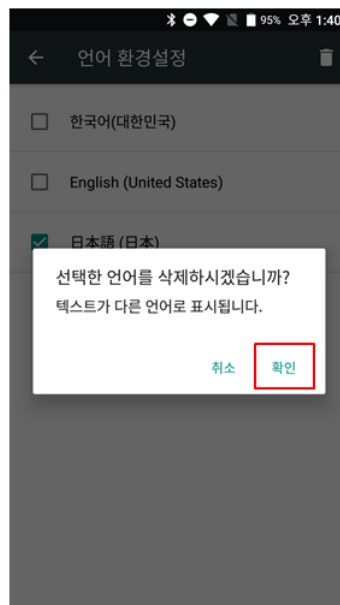 95% 오후 1:40
언어 환경설정
한국어(대한민국)
English (United States)
日本語 (日本)
선택한 언어를 삭제하시겠습니까?
텍스트가 다른 언어로 표시됩니다.
취소 확인